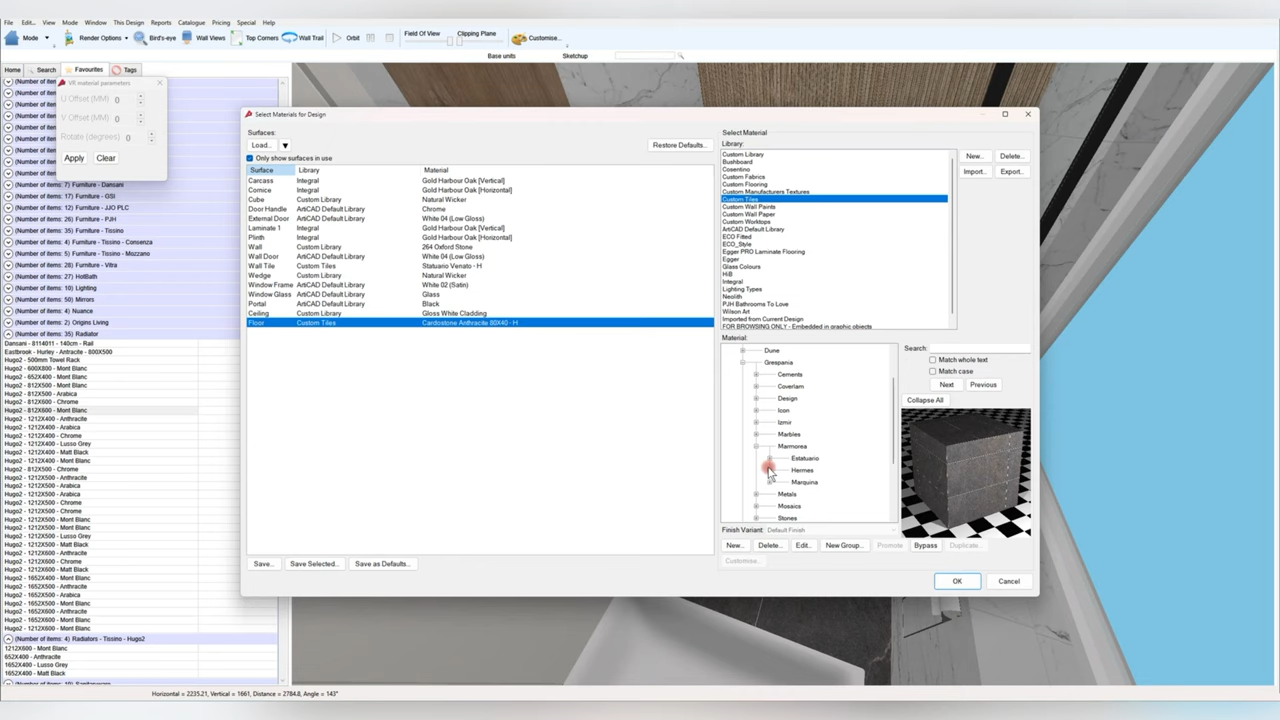 File Edit... View Mode Window This Design Reports Catalogue Pricing Special Help
Mode Render Options Bird's-eye Wall Views Top Corners Wall Trail Orbit Field Of View Clipping Plane Customise...
Base units Sketchup
Home Search Favourites Tags
(Number of item
VR material parameters
(Number of item
U Offset (MM) 0
V Offset (MM) 0
Rotate (degrees) 0
Apply Clear
(Number of items: 7) Furniture - Dansani
(Number of items: 17) Furniture - GSI
(Number of items: 12) Furniture - JJO PLC
(Number of items: 26) Furniture - PJH
(Number of items: 35) Furniture - Tissino
(Number of items: 4) Furniture - Tissino - Consenza
(Number of items: 5) Furniture - Tissino - Mozzano
(Number of items: 28) Furniture - Vitra
(Number of items: 27) HotBath
(Number of items: 10) Lighting
(Number of items: 50) Mirrors
(Number of items: 4) Nuance
(Number of items: 2) Origins Living
(Number of items: 35) Radiator
Dansani - 8114011 - 140cm - Rail
Eastbrook - Hurley - Antracite - 800X500
Hugo2 - 500mm Towel Rack
Hugo2 - 600X800 - Mont Blanc
Hugo2 - 652X400 - Mont Blanc
Hugo2 - 812X500 - Mont Blanc
Hugo2 - 812X500 - Arabica
Hugo2 - 812X600 - Chrome
Hugo2 - 812X600 - Mont Blanc
Hugo2 - 1212X400 - Anthracite
Hugo2 - 1212X400 - Arabica
Hugo2 - 1212X400 - Chrome
Hugo2 - 1212X400 - Lusso Grey
Hugo2 - 1212X400 - Matt Black
Hugo2 - 1212X400 - Mont Blanc
Hugo2 - 812X500 - Chrome
Hugo2 - 1212X500 - Anthracite
Hugo2 - 1212X500 - Arabica
Hugo2 - 1212X500 - Arabica
Hugo2 - 1212X500 - Chrome
Hugo2 - 1212X500 - Chrome
Hugo2 - 1212X500 - Mont Blanc
Hugo2 - 1212X500 - Mont Blanc
Hugo2 - 1212X500 - Lusso Grey
Hugo2 - 1212X500 - Matt Black
Hugo2 - 1212X500 - Mont Blanc
Hugo2 - 1212X600 - Anthracite
Hugo2 - 1212X600 - Chrome
Hugo2 - 1212X600 - Matt Black
Hugo2 - 1652X400 - Mont Blanc
Hugo2 - 1652X500 - Anthracite
Hugo2 - 1652X500 - Arabica
Hugo2 - 1652X500 - Mont Blanc
Hugo2 - 1652X600 - Mont Blanc
Hugo2 - 1652X600 - Anthracite
Hugo2 - 1652X600 - Mont Blanc
Hugo2 - 1212X600 - Mont Blanc
(Number of items: 4) Radiators - Tissino - Hugo2
1212X600 - Mont Blanc
652X400 - Anthracite
1652X400 - Lusso Grey
1652X400 - Matt Black
Horizontal = 2235.21, Vertical = 1661, Distance = 2784.8, Angle = 143°
Select Materials for Design
Surfaces:
Load... Restore Defaults...
Only show surfaces in use
Surface Library Material
Carcass Integral Gold Harbour Oak [Vertical]
Cornice Integral Gold Harbour Oak [Horizontal]
Cube Custom Library Natural Wicker
Door Handle ArtiCAD Default Library Chrome
External Door ArtiCAD Default Library White 04 (Low Gloss)
Laminate 1 Integral Gold Harbour Oak [Vertical]
Plinth Integral Gold Harbour Oak [Horizontal]
Wall Custom Library 264 Oxford Stone
Wall Door ArtiCAD Default Library White 04 (Low Gloss)
Wall Tile Custom Tiles Statuario Venato - H
Wedge Custom Library Natural Wicker
Window Frame ArtiCAD Default Library White 02 (Satin)
Window Glass ArtiCAD Default Library Glass
Portal ArtiCAD Default Library Black
Ceiling Custom Library Gloss White Cladding
Floor Custom Tiles Cardostone Anthracite 80X40 - H
Save... Save Selected... Save as Defaults...
Select Material
Library:
Custom Library
Bushboard
Cosentino
Custom Fabrics
Custom Flooring
Custom Manufacturers Textures
Custom Tiles
Custom Wall Paints
Custom Wall Paper
Custom Worktops
ArtiCAD Default Library
ECO Fitted
ECO_Style
Egger PRO Laminate Flooring
Egger
Glass Colours
HiB
Integral
Lighting Types
Neolith
PJH Bathrooms To Love
Wilson Art
Imported from Current Design
FOR BROWSING ONLY - Embedded in graphic objects
New... Delete...
Import... Export...
Material:
Dune
Grespania
Cements
Coverlam
Design
Icon
Izmir
Marbles
Marmorea
Estatuario
Hermes
Marquina
Metals
Mosaics
Stones
Search:
Match whole text
Match case
Next Previous
Collapse All
Finish Variant: Default Finish
New... Delete... Edit... New Group... Promote Bypass Duplicate...
Customise...
OK Cancel